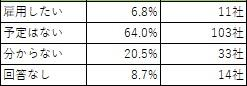 雇用したい 6.8% 11社
予定はない 64.0% 103社
分からない 20.5% 33社
回答なし 8.7% 14社